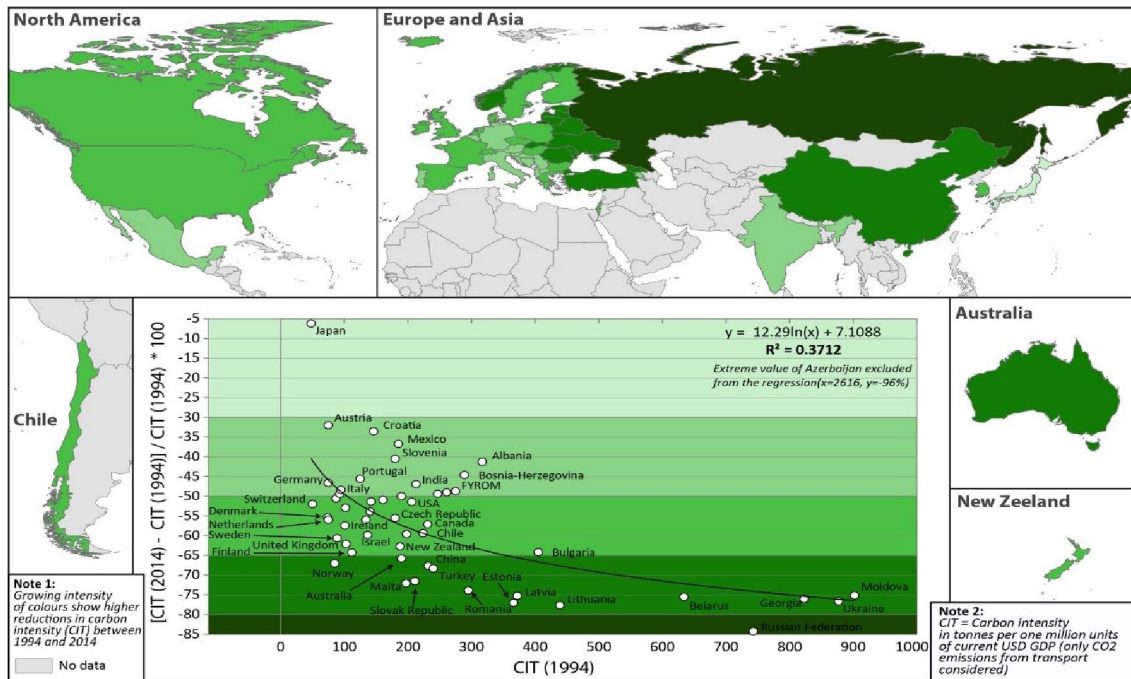 North America
Europe and Asia
Chile
Australia
New Zeeland
[CIT (2014) - CIT (1994)] / CIT (1994) * 100
-5
-10
-15
-20
-25
-30
-35
-40
-45
-50
-55
-60
-65
-70
-75
-80
-85
y = 12.29ln(x) + 7.1088
R² = 0.3712
Extreme value of Azerbaijan excluded
from the regression(x=2616, y=-96%)
Japan
Austria
Croatia
Mexico
Slovenia
Albania
Portugal
India
Bosnia-Herzegovina
Germany
Italy
FYROM
Switzerland
USA
Denmark
Czech Republic
Netherlands
Ireland
Canada
Sweden
Chile
Israel
United Kingdom
New Zealand
Finland
Bulgaria
China
Norway
Turkey
Estonia
Malta
Latvia
Moldova
Australia
Georgia
Slovak Republic
Romania
Lithuania
Belarus
Ukraine
Russian Federation
0 100 200 300 400 500 600 700 800 900 1000
CIT (1994)
Note 1:
Growing intensity
of colours show higher
reductions in carbon
intensity (CIT) between
1994 and 2014
No data
Note 2:
CIT = Carbon intensity
in tonnes per one million units
of current USD GDP (only CO2
emissions from transport
considered)